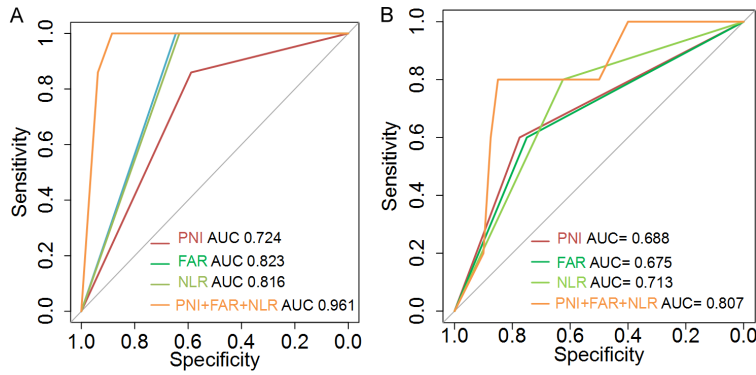 A
Sensitivity
1.0
0.8
0.6
0.4
0.2
0.0
PNI AUC 0.724
FAR AUC 0.823
NLR AUC 0.816
PNI+FAR+NLR AUC 0.961
1.0 0.8 0.6 0.4 0.2 0.0
Specificity
B
Sensitivity
1.0
0.8
0.6
0.4
0.2
0.0
PNI AUC= 0.688
FAR AUC= 0.675
NLR AUC= 0.713
PNI+FAR+NLR AUC= 0.807
1.0 0.8 0.6 0.4 0.2 0.0
Specificity